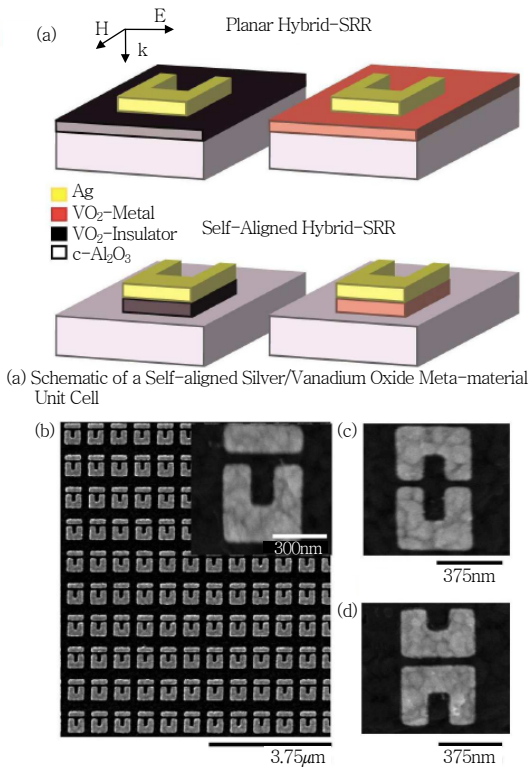 (a)
E
H
k
Planar Hybrid-SRR
Ag
VO₂-Metal
VO₂-Insulator
c-Al₂O₃
Self-Aligned Hybrid-SRR
(a) Schematic of a Self-aligned Silver/Vanadium Oxide Meta-material
Unit Cell
(b)
300nm
3.75μm
(c)
375nm
(d)
375nm